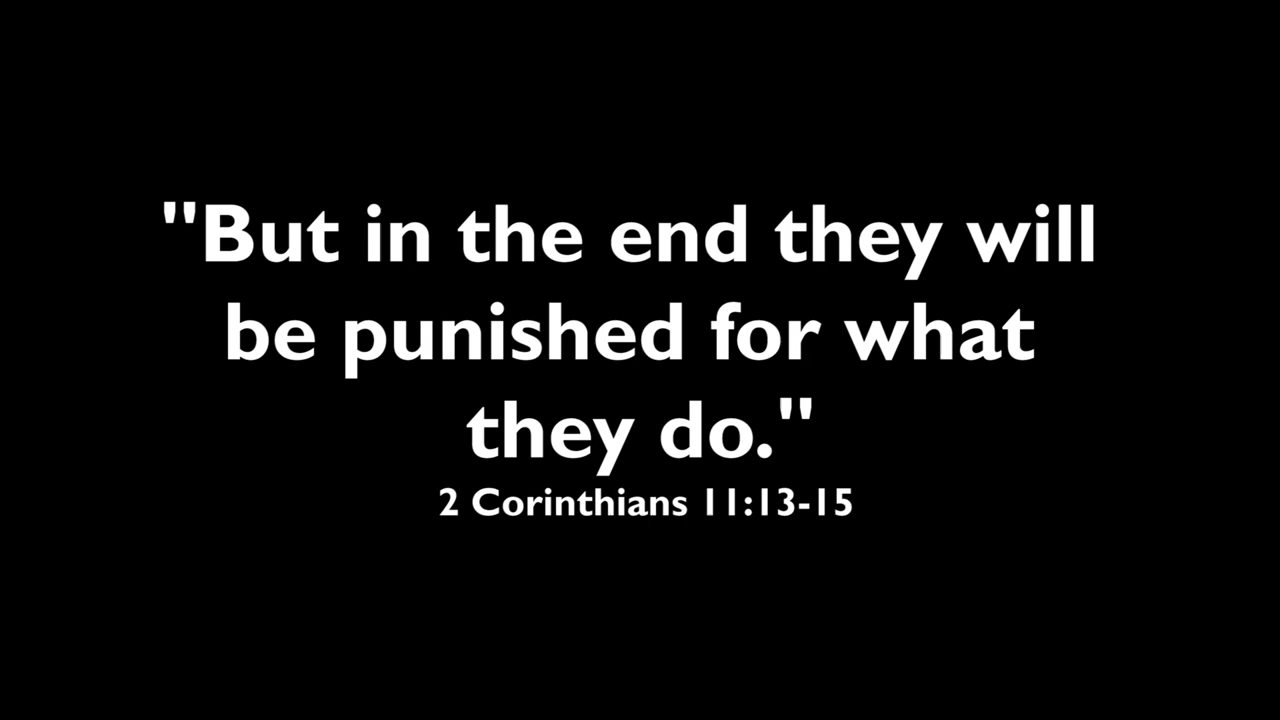 "But in the end they will
be punished for what
they do."
2 Corinthians 11:13-15